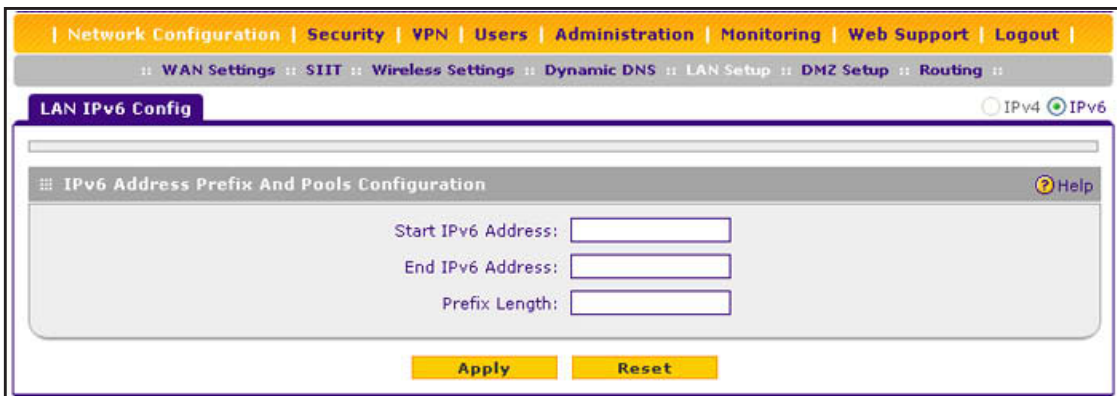 | Network Configuration | Security | VPN | Users | Administration | Monitoring | Web Support | Logout |
:: WAN Settings :: SIIT :: Wireless Settings :: Dynamic DNS :: LAN Setup :: DMZ Setup :: Routing ::
LAN IPv6 Config IPv4 IPv6
IPv6 Address Prefix And Pools Configuration ? Help
Start IPv6 Address:
End IPv6 Address:
Prefix Length:
Apply Reset